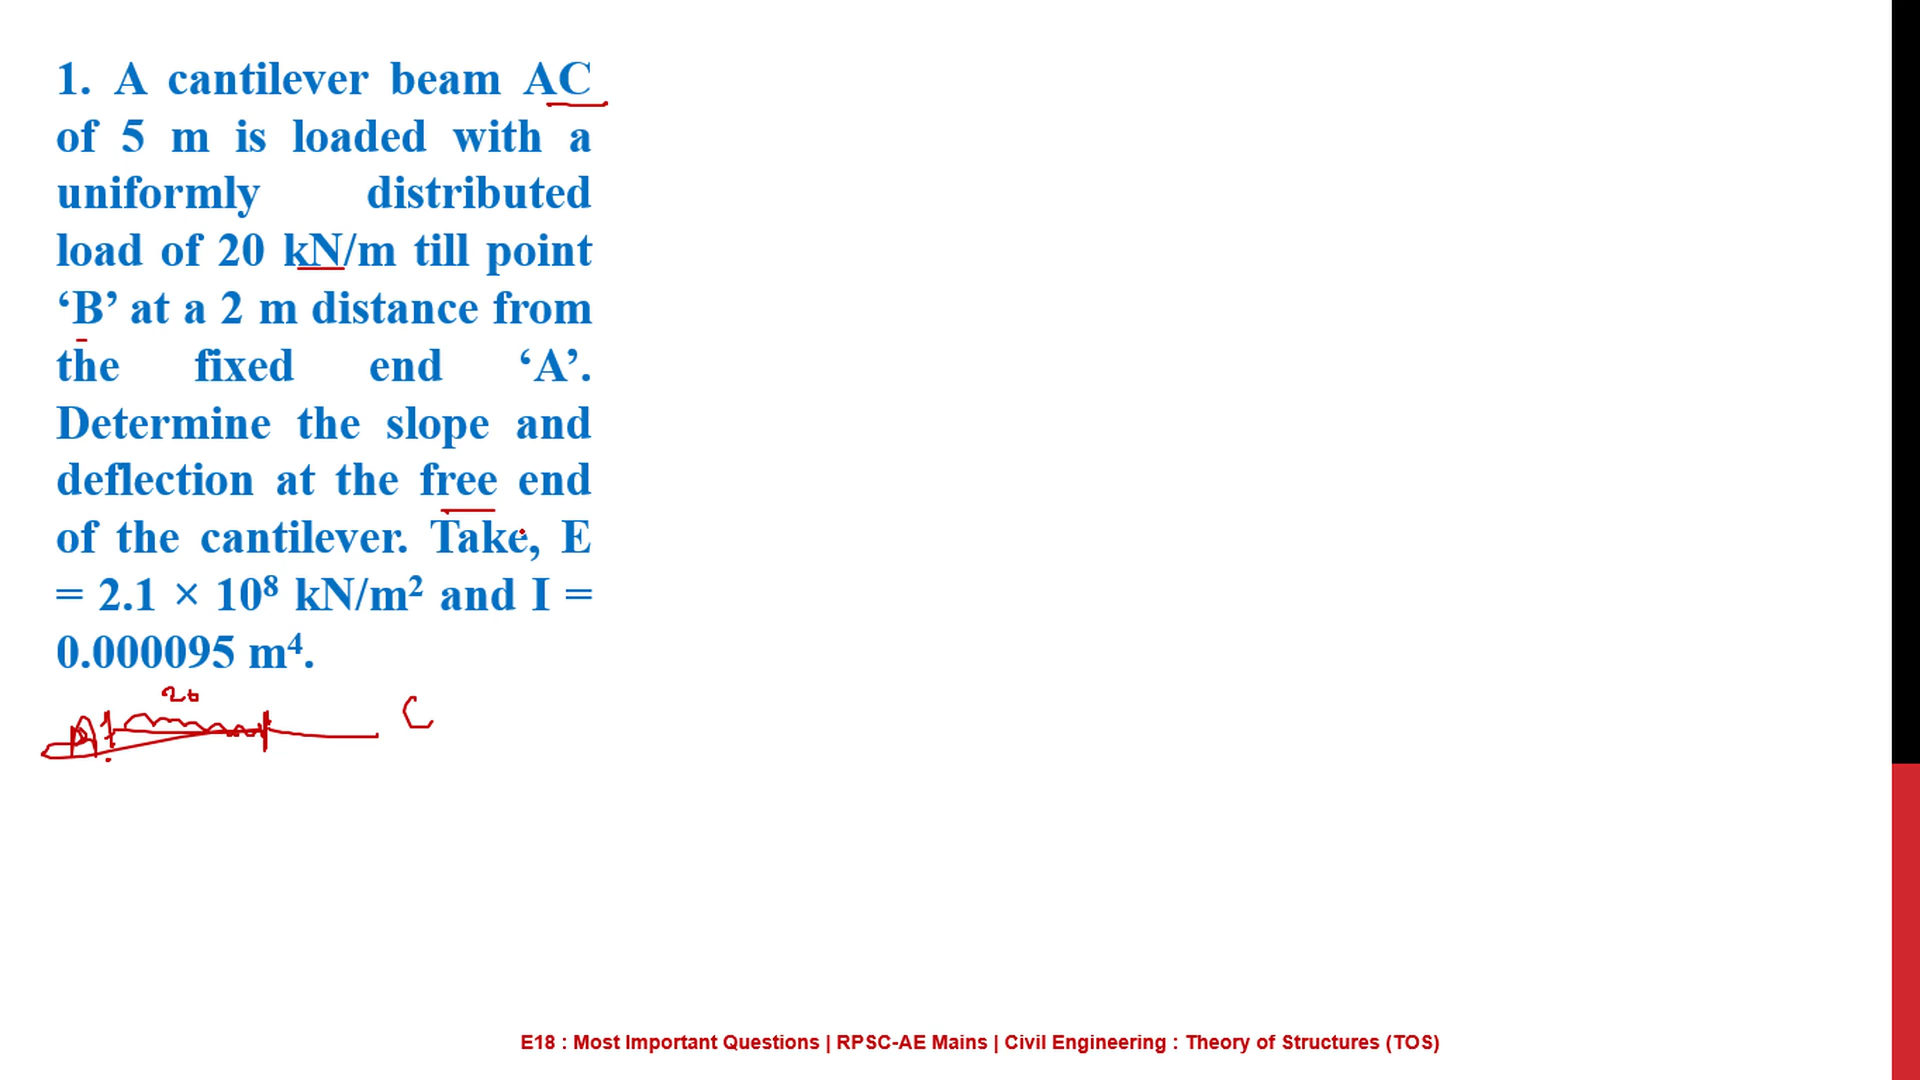 1. A cantilever beam AC
of 5 m is loaded with a
uniformly distributed
load of 20 kN/m till point
‘B’ at a 2 m distance from
the fixed end ‘A’.
Determine the slope and
deflection at the free end
of the cantilever. Take, E
= 2.1 × 10⁸ kN/m² and I =
0.000095 m⁴.
20
A C
E18 : Most Important Questions | RPSC-AE Mains | Civil Engineering : Theory of Structures (TOS)